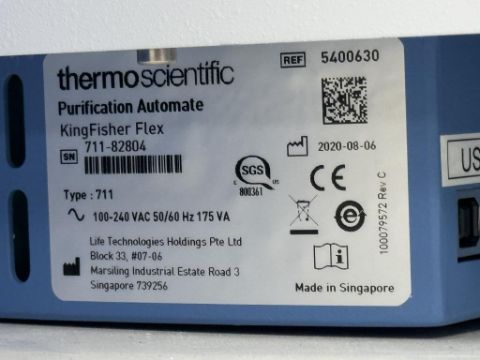 thermoscientific
REF 5400630
Purification Automate
KingFisher Flex
SN 711-82804
2020-08-06
SGS
800361
CE
Type : 711
100-240 VAC 50/60 Hz 175 VA
Life Technologies Holdings Pte Ltd
Block 33, #07-06
Marsiling Industrial Estate Road 3
Singapore 739256
Made in Singapore
100079572 Rev C
US